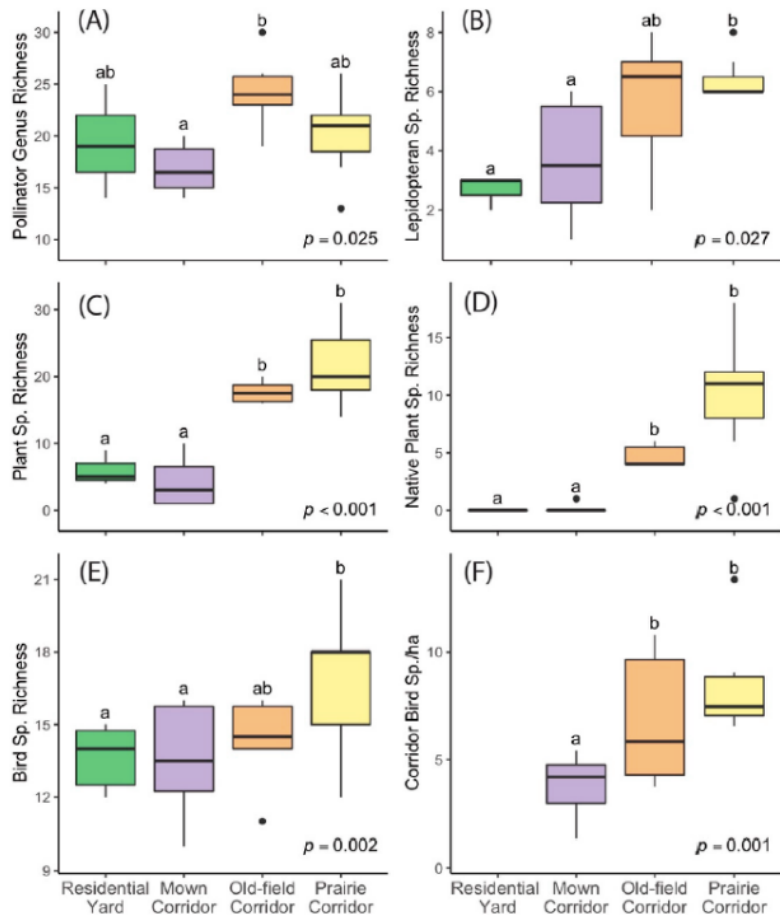 (A)
Pollinator Genus Richness
30
25
20
15
10
ab
a
b
ab
p = 0.025
(B)
Lepidopteran Sp. Richness
8
6
4
2
a
a
ab
b
p = 0.027
(C)
Plant Sp. Richness
30
20
10
0
a
a
b
b
p < 0.001
(D)
Native Plant Sp. Richness
15
10
5
0
a
a
b
b
p < 0.001
(E)
Bird Sp. Richness
21
18
15
12
9
a
a
ab
b
p = 0.002
Residential
Yard
Mown
Corridor
Old-field
Corridor
Prairie
Corridor
(F)
Corridor Bird Sp./ha
10
5
0
a
b
b
p = 0.001
Residential
Yard
Mown
Corridor
Old-field
Corridor
Prairie
Corridor